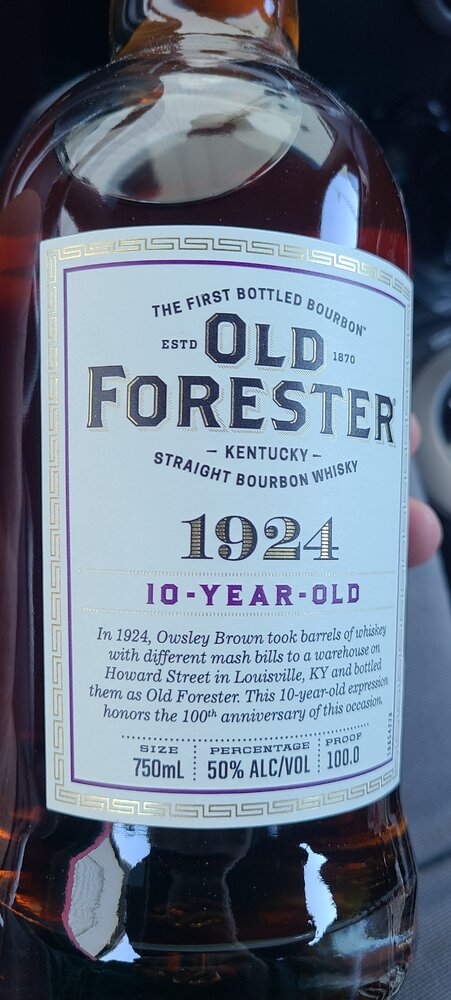 THE FIRST BOTTLED BOURBON™
ESTD OLD 1870
FORESTER®
– KENTUCKY –
STRAIGHT BOURBON WHISKY
1924
10-YEAR-OLD
In 1924, Owsley Brown took barrels of whiskey
with different mash bills to a warehouse on
Howard Street in Louisville, KY and bottled
them as Old Forester. This 10-year-old expression
honors the 100th anniversary of this occasion.
SIZE PERCENTAGE PROOF
750mL 50% ALC/VOL 100.0